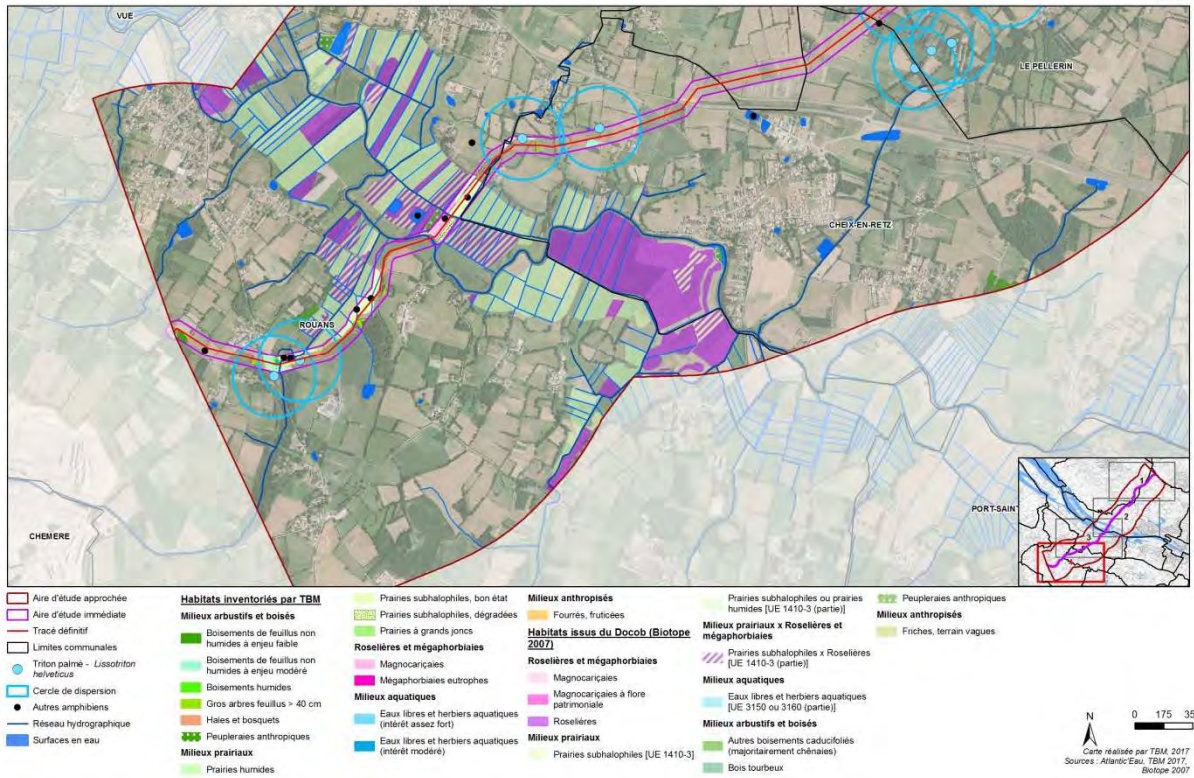 VUE
LE PELLERIN
CHEIX-EN-RETZ
ROUANS
CHEMERE
PORT-SAINT
1
2
3
Aire d'étude approchée
Aire d'étude immédiate
Tracé définitif
Limites communales
Triton palmé - Lissotriton
helveticus
Cercle de dispersion
Autres amphibiens
Réseau hydrographique
Surfaces en eau
Habitats inventoriés par TBM
Milieux arbustifs et boisés
Boisements de feuillus non
humides à enjeu faible
Boisements de feuillus non
humides à enjeu modéré
Boisements humides
Gros arbres feuillus > 40 cm
Haies et bosquets
Peupleraies anthropiques
Milieux prairiaux
Prairies humides
Prairies subhalophiles, bon état
Prairies subhalophiles, dégradées
Prairies à grands joncs
Roselières et mégaphorbiaies
Magnocariçaies
Mégaphorbiaies eutrophes
Milieux aquatiques
Eaux libres et herbiers aquatiques
(intérêt assez fort)
Eaux libres et herbiers aquatiques
(intérêt modéré)
Milieux anthropisés
Fourrés, fruticées
Habitats issus du Docob (Biotope
2007)
Roselières et mégaphorbiaies
Magnocariçaies
Magnocariçaies à flore
patrimoniale
Roselières
Milieux prairiaux
Prairies subhalophiles [UE 1410-3]
Prairies subhalophiles ou prairies
humides [UE 1410-3 (partie)]
Milieux prairiaux x Roselières et
mégaphorbiaies
Prairies subhalophiles x Roselières
[UE 1410-3 (partie)]
Milieux aquatiques
Eaux libres et herbiers aquatiques
[UE 3150 ou 3160 (partie)]
Milieux arbustifs et boisés
Autres boisements caducifoliés
(majoritairement chênaies)
Bois tourbeux
Peupleraies anthropiques
Milieux anthropisés
Friches, terrain vagues
N
0 175 35
Carte réalisée par TBM, 2017
Sources : Atlantic'Eau, TBM 2017,
Biotope 2007